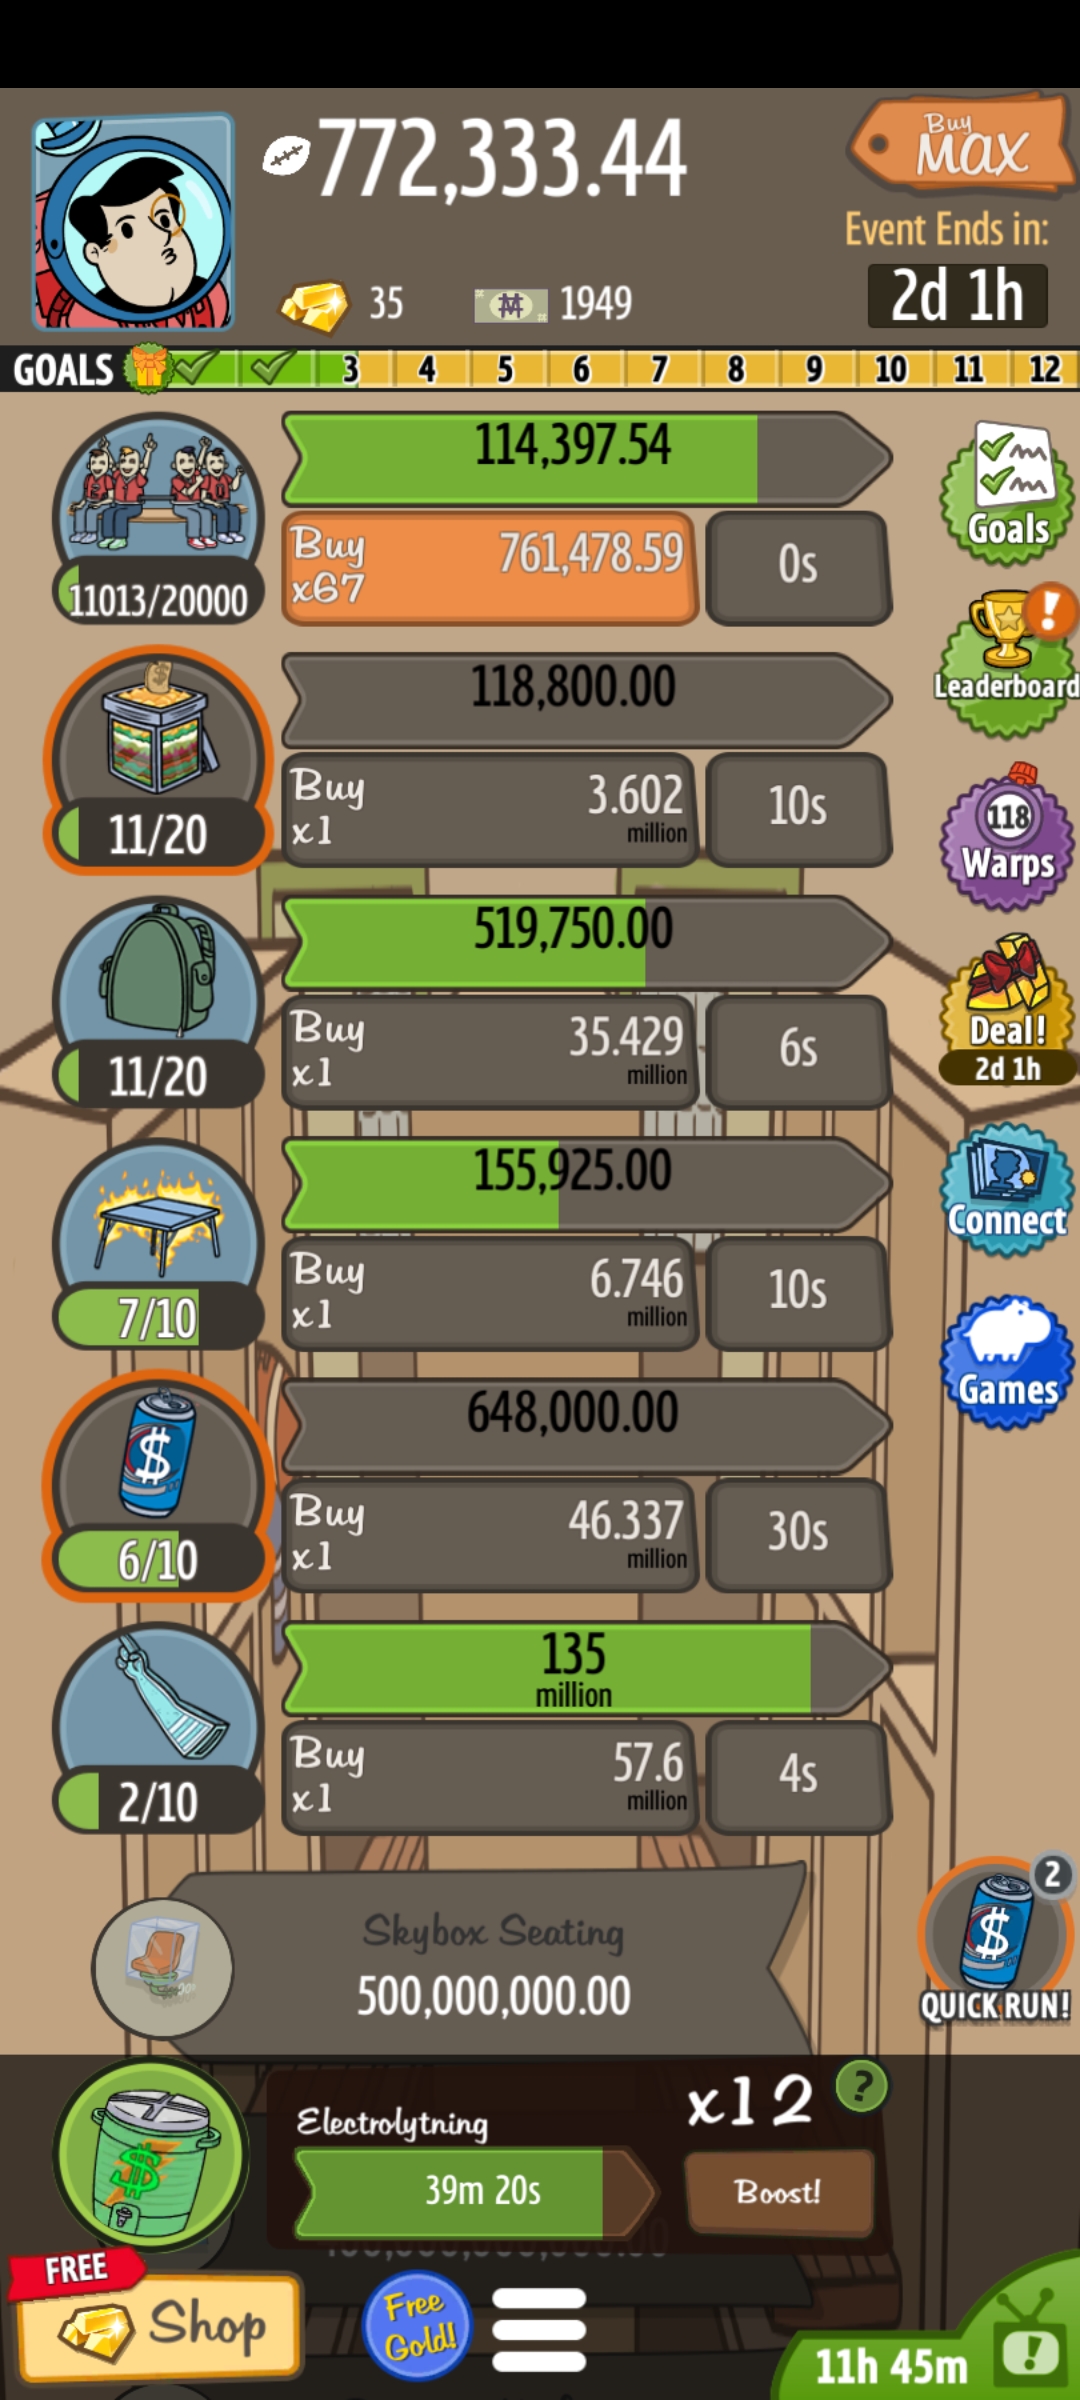 772,333.44
Buy
MAX
Event Ends in:
35
1949
2d 1h
GOALS
3
4
5
6
7
8
9
10
11
12
114,397.54
Buy
x67
761,478.59
0s
11013/20000
Goals
118,800.00
Buy
x1
3.602
million
10s
11/20
!
Leaderboard
118
Warps
519,750.00
Buy
x1
35.429
million
6s
11/20
Deal!
2d 1h
155,925.00
Buy
x1
6.746
million
10s
7/10
Connect
Games
648,000.00
Buy
x1
46.337
million
30s
$
6/10
135
million
Buy
x1
57.6
million
4s
2/10
Skybox Seating
500,000,000.00
2
$
QUICK RUN!
Electrolytning
x12
?
39m 20s
Boost!
$
FREE
Shop
Free
Gold!
11h 45m
!